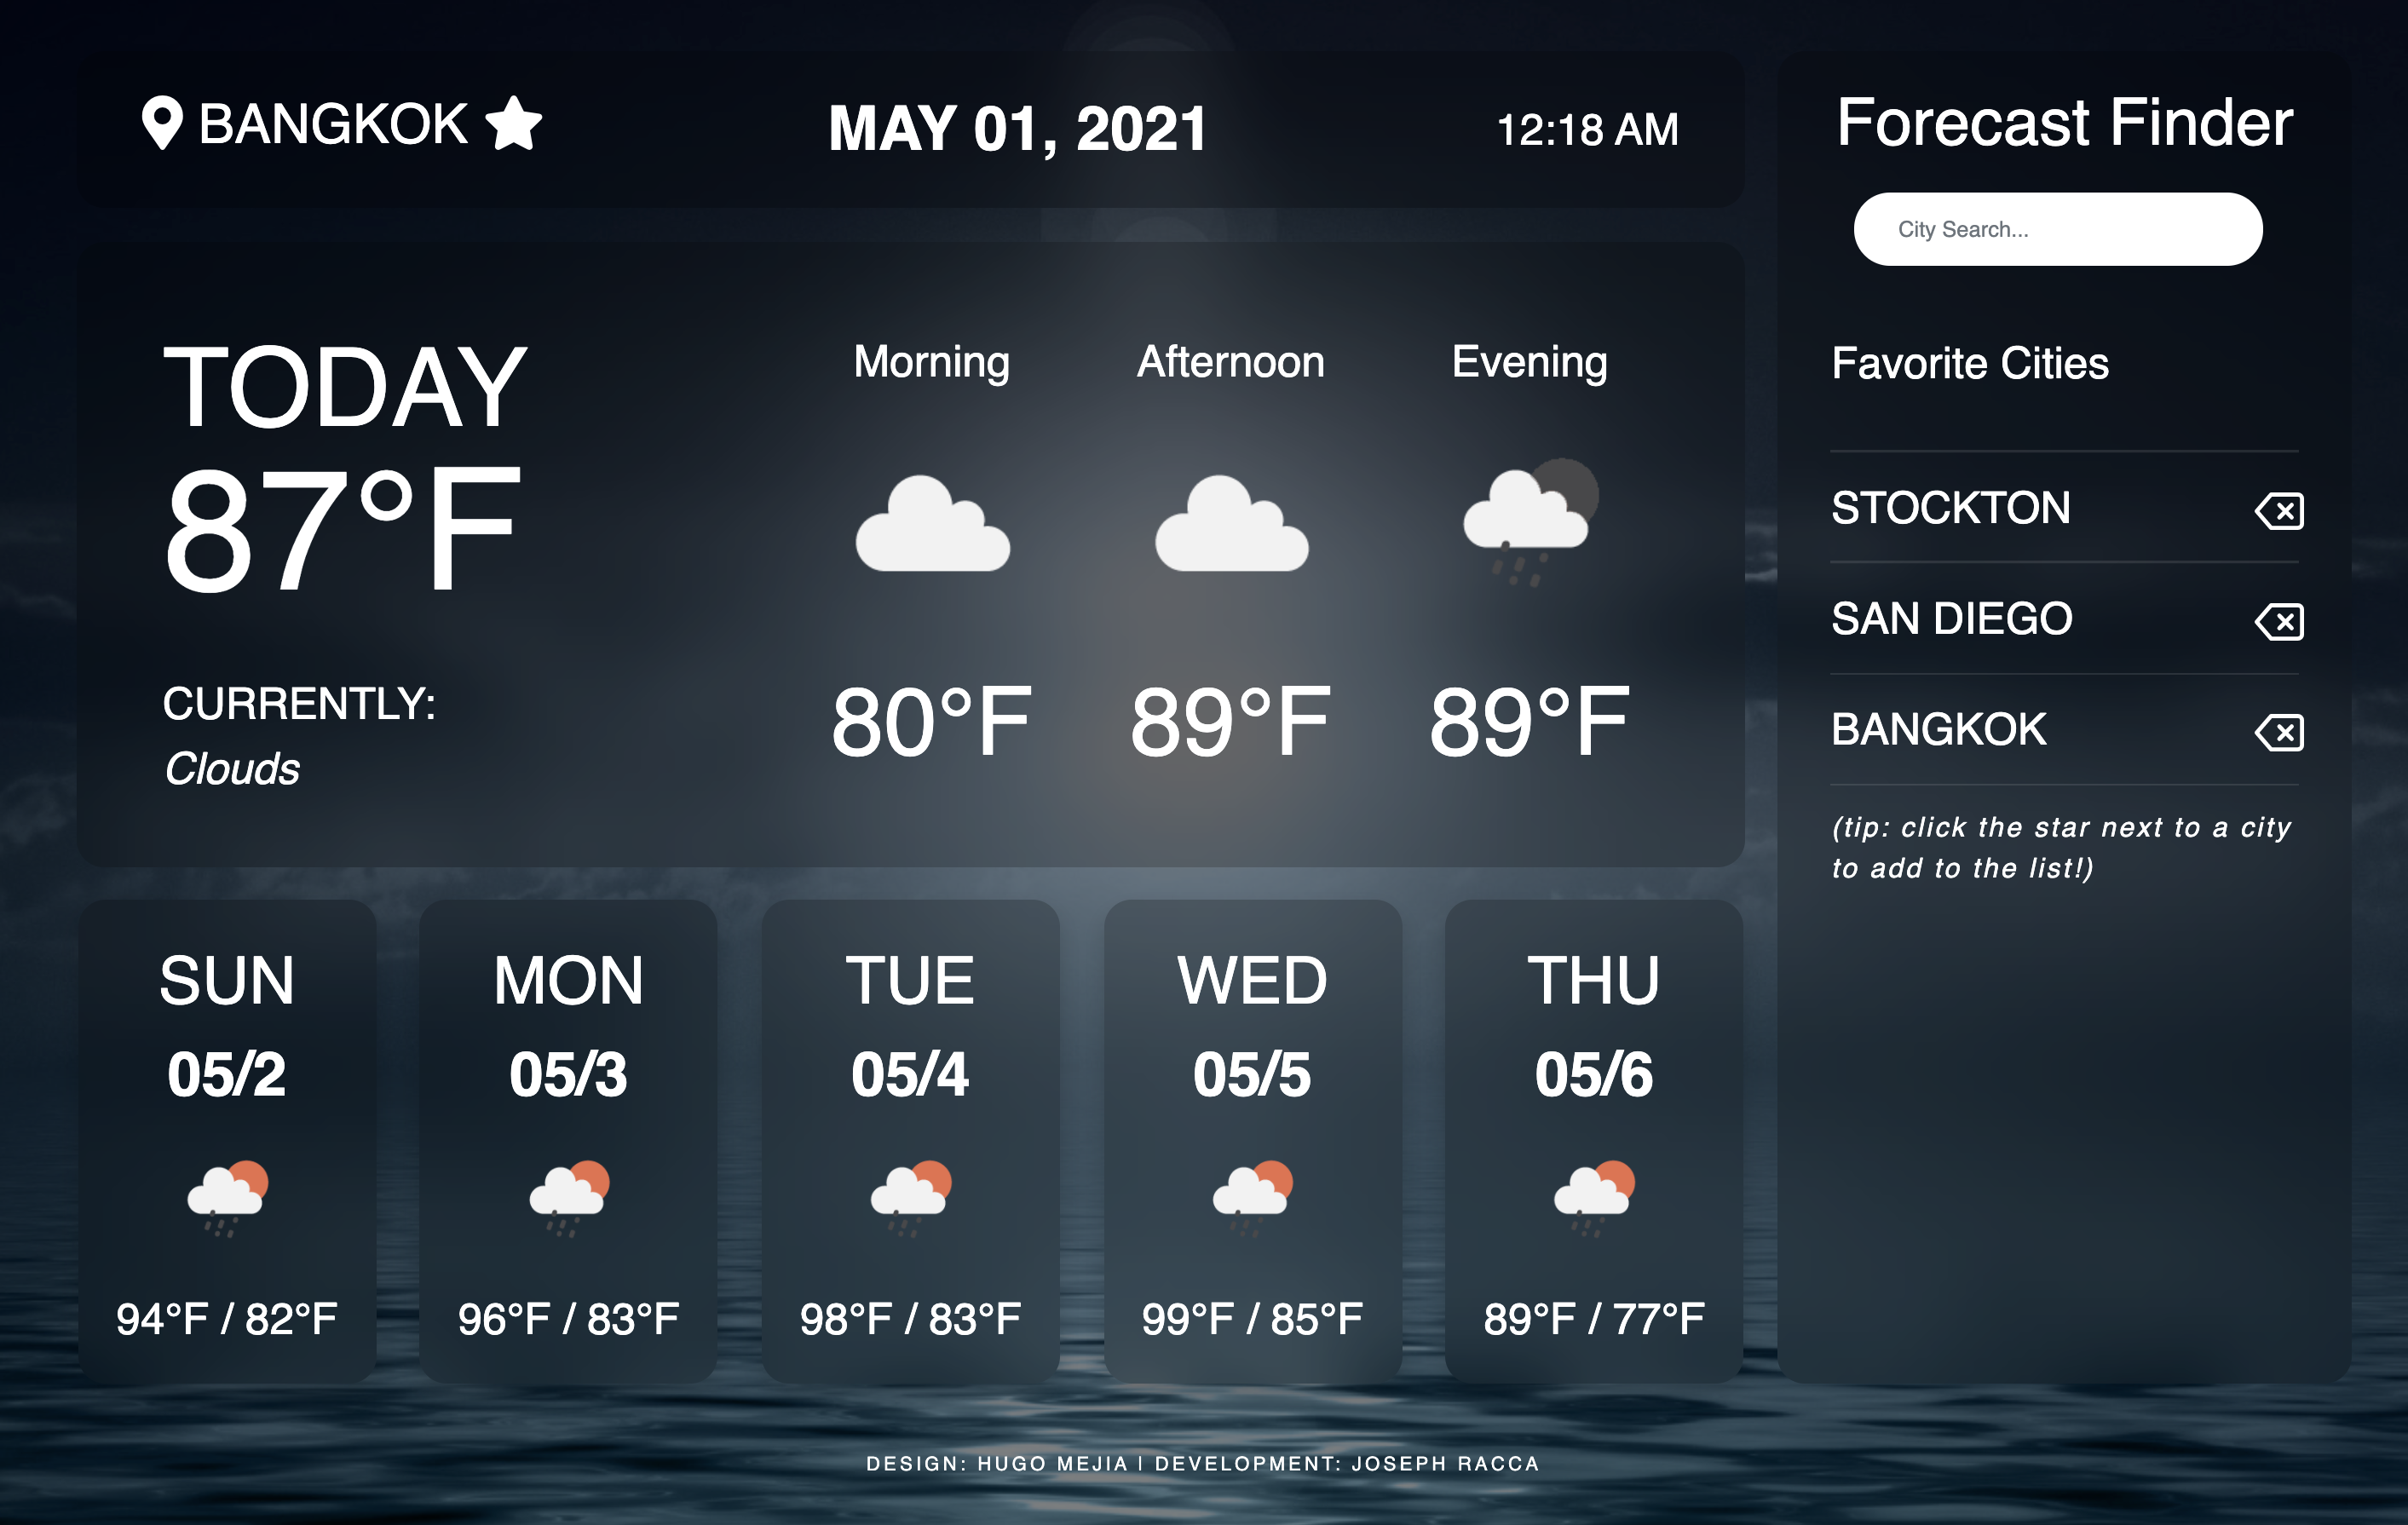 BANGKOK
MAY 01, 2021
12:18 AM
TODAY
87°F
CURRENTLY:
Clouds
Morning
Afternoon
Evening
80°F
89°F
89°F
SUN
05/2
94°F / 82°F
MON
05/3
96°F / 83°F
TUE
05/4
98°F / 83°F
WED
05/5
99°F / 85°F
THU
05/6
89°F / 77°F
Forecast Finder
City Search...
Favorite Cities
STOCKTON
SAN DIEGO
BANGKOK
(tip: click the star next to a city
to add to the list!)
DESIGN: HUGO MEJIA | DEVELOPMENT: JOSEPH RACCA